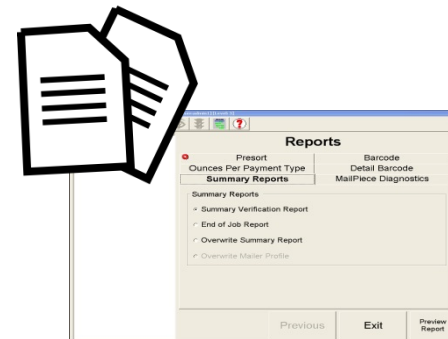 Reports
Presort Barcode
Ounces Per Payment Type Detail Barcode
Summary Reports MailPiece Diagnostics
Summary Reports
Summary Verification Report
End of Job Report
Overwrite Summary Report
Overwrite Mailer Profile
Previous Exit Preview Report